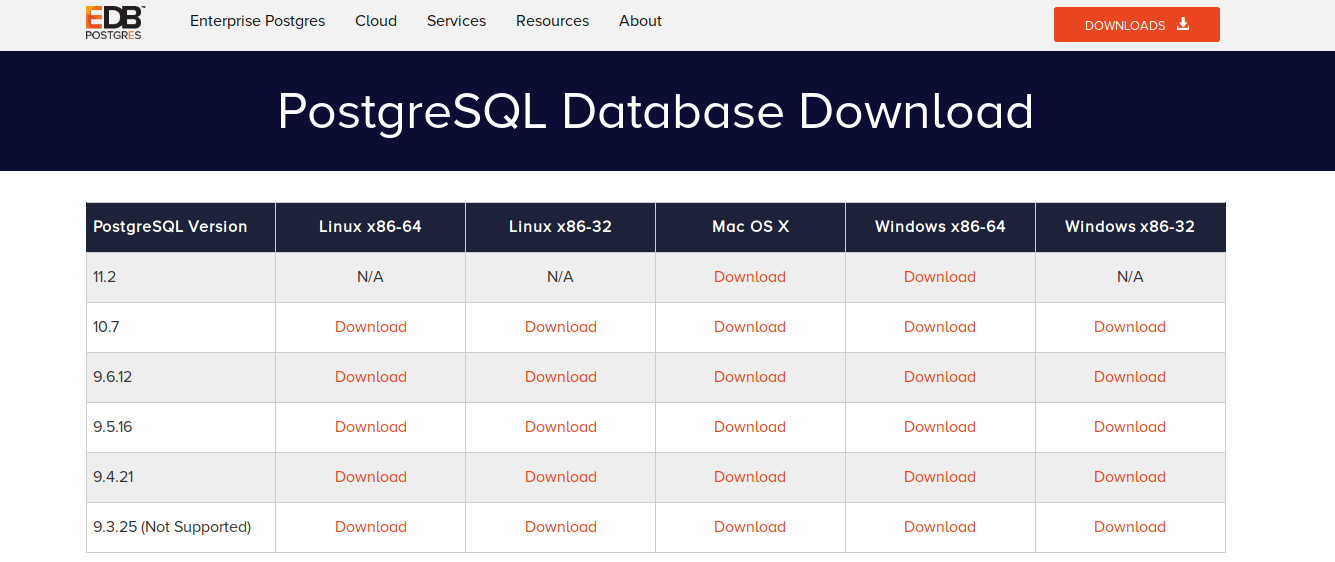 EDB™ Enterprise Postgres Cloud Services Resources About DOWNLOADS
POSTGRES
PostgreSQL Database Download
PostgreSQL Version Linux x86-64 Linux x86-32 Mac OS X Windows x86-64 Windows x86-32
11.2 N/A N/A Download Download N/A
10.7 Download Download Download Download Download
9.6.12 Download Download Download Download Download
9.5.16 Download Download Download Download Download
9.4.21 Download Download Download Download Download
9.3.25 (Not Supported) Download Download Download Download Download